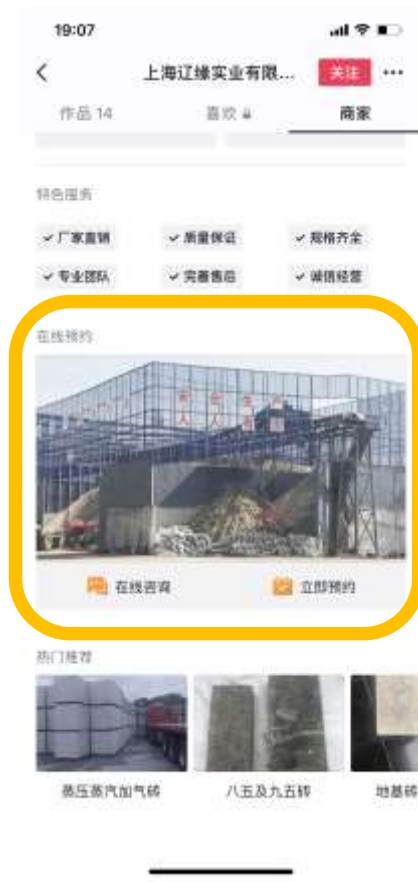 19:07
上海辽缘实业有限... 关注
作品 14 喜欢 商家
特色服务
厂家直销 质量保证 规格齐全
专业团队 完善售后 诚信经营
在线预约
在线咨询 立即预约
热门推荐
蒸压蒸汽加气砖 八五及九五砖 地基砖